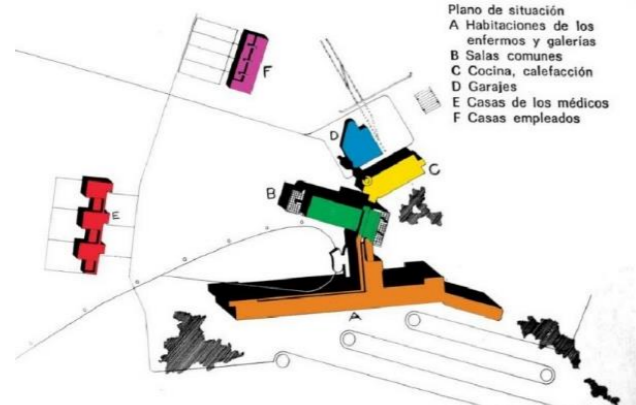 Plano de situación
A Habitaciones de los
enfermos y galerías
B Salas comunes
C Cocina, calefacción
D Garajes
E Casas de los médicos
F Casas empleados
F
D
C
B
E
A